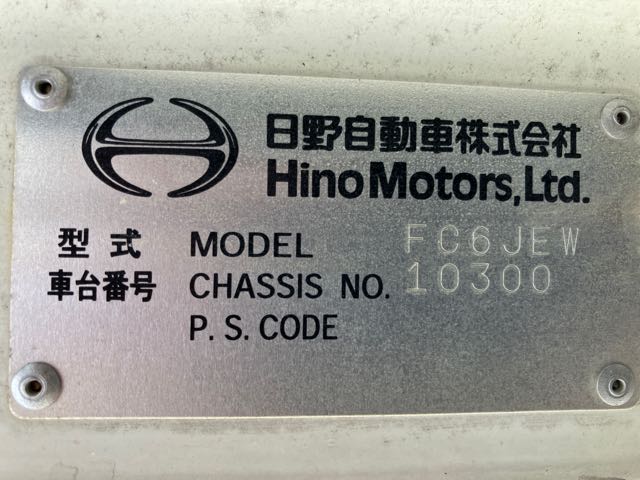 日野自動車株式会社
Hino Motors, Ltd.
型式 MODEL FC6JEW
車台番号 CHASSIS NO. 10300
P. S. CODE